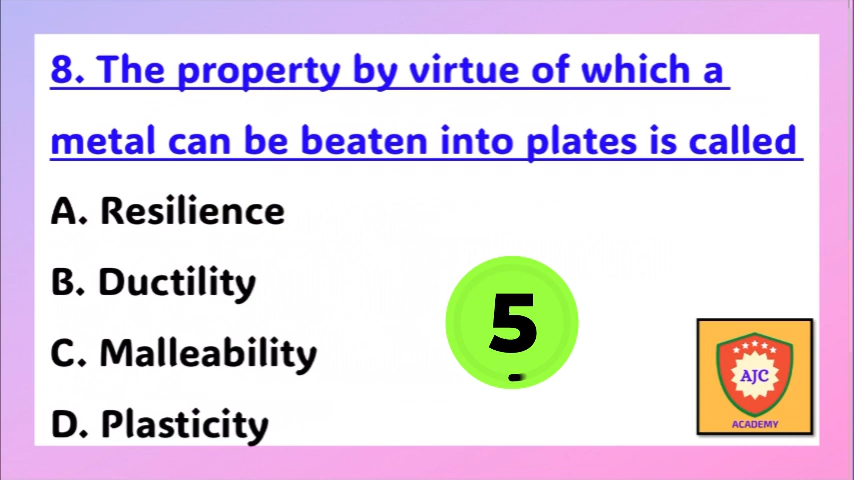 8. The property by virtue of which a
metal can be beaten into plates is called
A. Resilience
B. Ductility
C. Malleability
D. Plasticity
5
AJC
ACADEMY